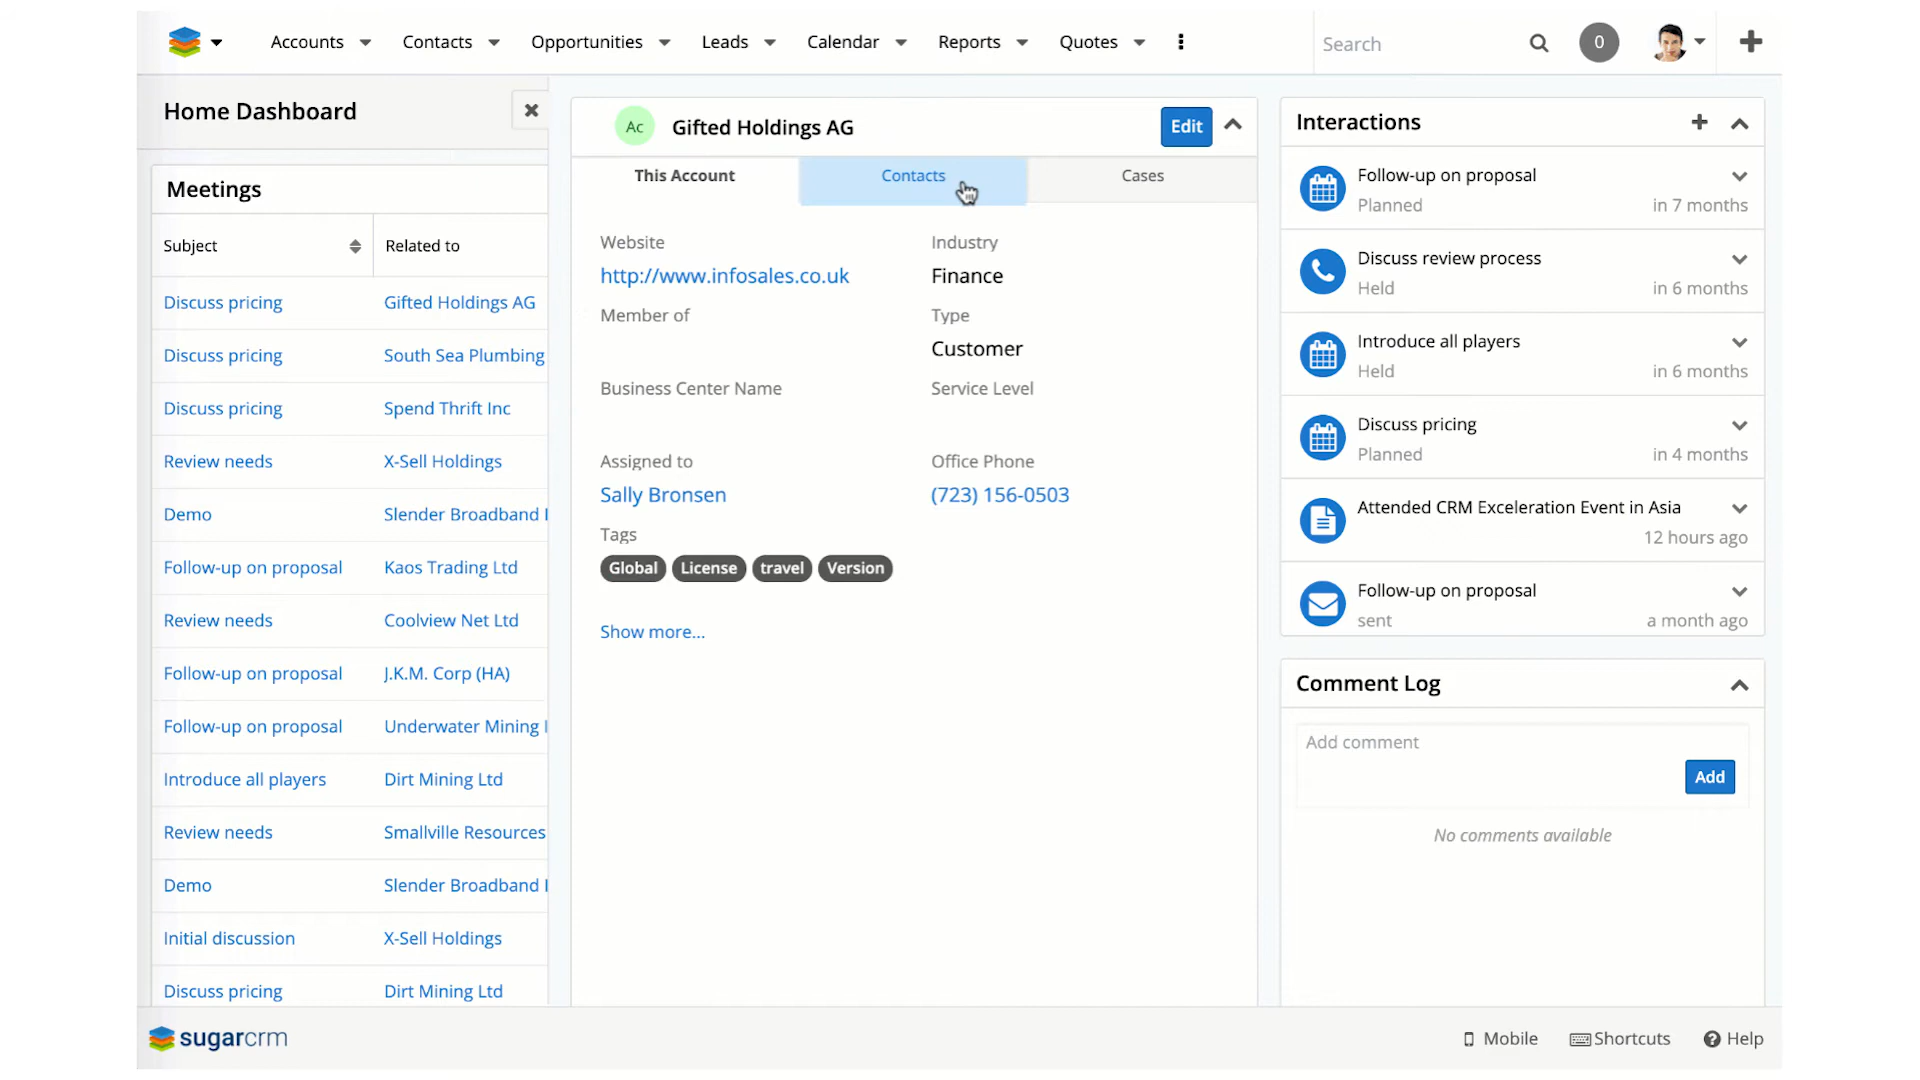 Accounts Contacts Opportunities Leads Calendar Reports Quotes Search 0
Home Dashboard
Meetings
Subject Related to
Discuss pricing Gifted Holdings AG
Discuss pricing South Sea Plumbing
Discuss pricing Spend Thrift Inc
Review needs X-Sell Holdings
Demo Slender Broadband
Follow-up on proposal Kaos Trading Ltd
Review needs Coolview Net Ltd
Follow-up on proposal J.K.M. Corp (HA)
Follow-up on proposal Underwater Mining
Introduce all players Dirt Mining Ltd
Review needs Smallville Resources
Demo Slender Broadband
Initial discussion X-Sell Holdings
Discuss pricing Dirt Mining Ltd
Ac Gifted Holdings AG Edit
This Account Contacts Cases
Website Industry
http://www.infosales.co.uk Finance
Member of Type
Customer
Business Center Name Service Level
Assigned to Office Phone
Sally Bronsen (723) 156-0503
Tags
Global License travel Version
Show more...
Interactions
Follow-up on proposal
Planned in 7 months
Discuss review process
Held in 6 months
Introduce all players
Held in 6 months
Discuss pricing
Planned in 4 months
Attended CRM Exceleration Event in Asia
12 hours ago
Follow-up on proposal
sent a month ago
Comment Log
Add comment
Add
No comments available
sugarcrm Mobile Shortcuts Help